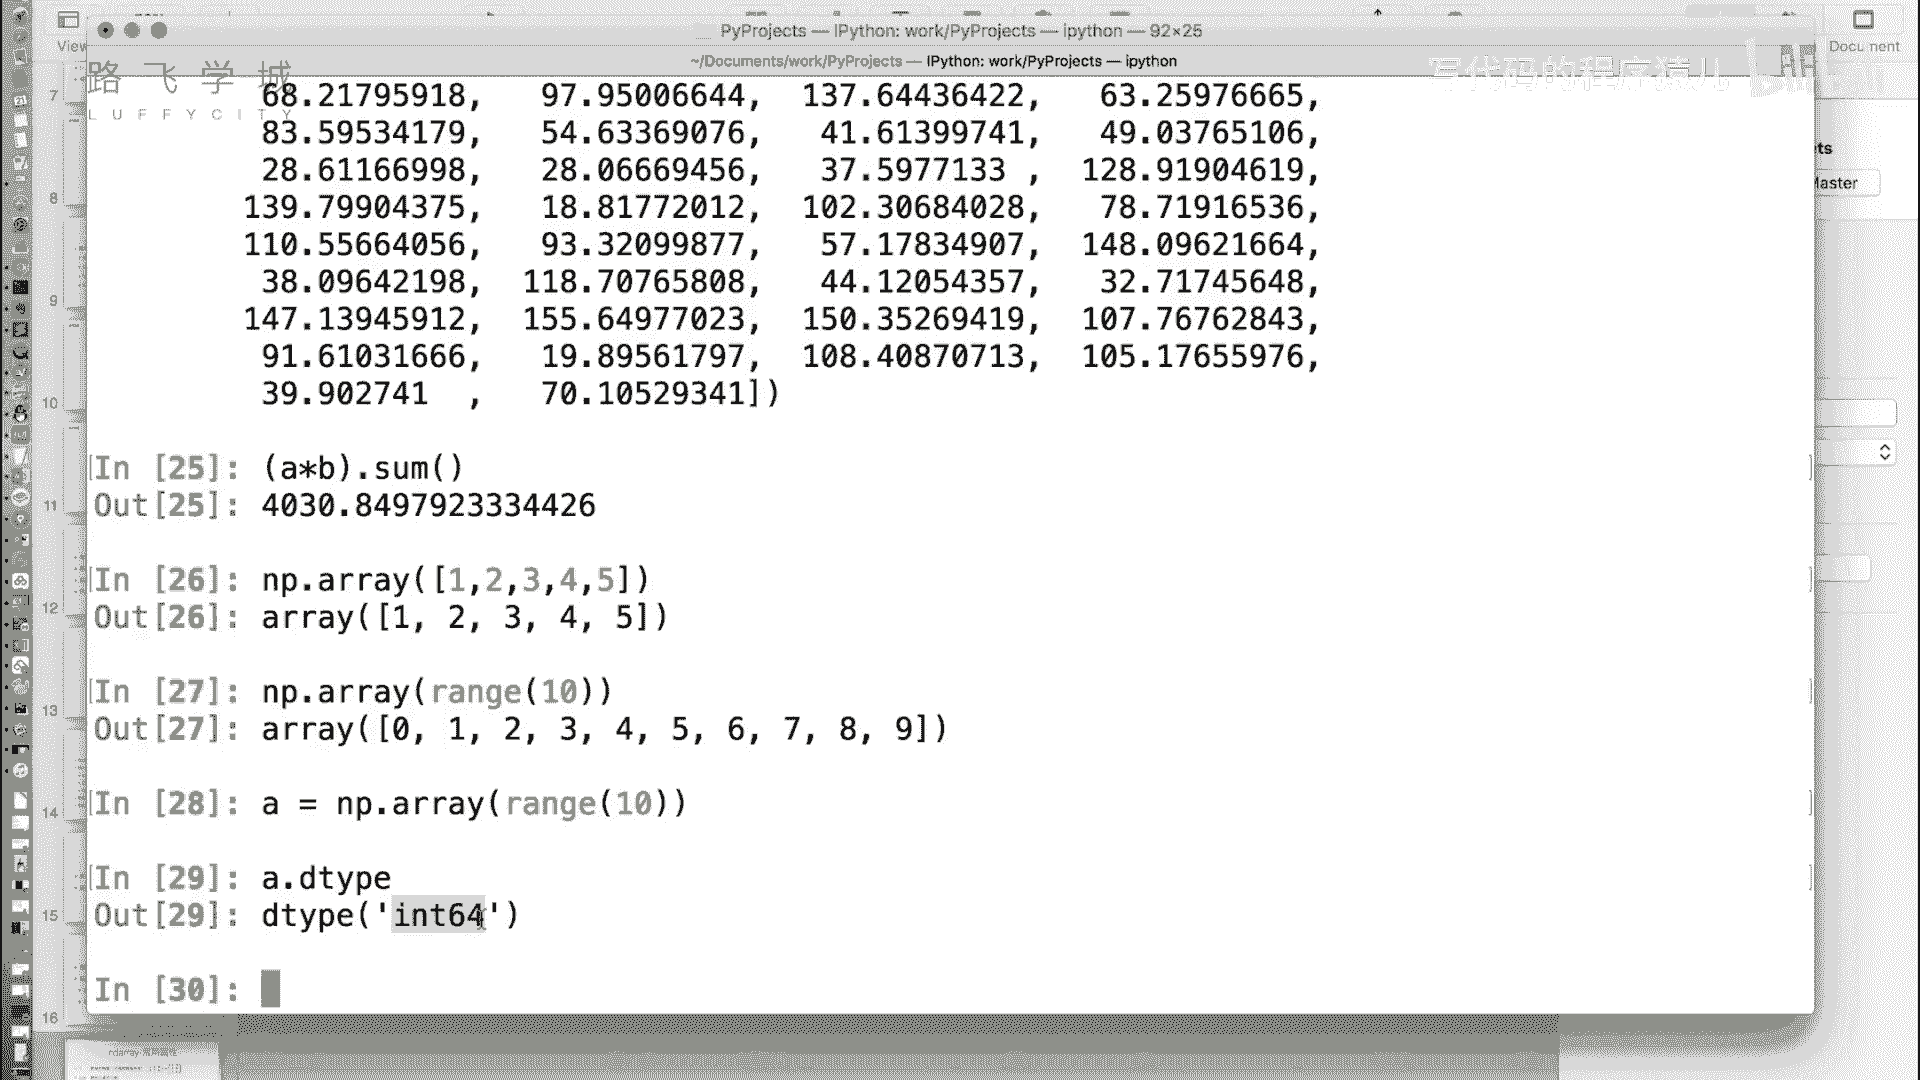 PyProjects — IPython: work/PyProjects — ipython — 92×25
View
Document
~/Documents/work/PyProjects — IPython: work/PyProjects — ipython
路飞学城
LUFFYCITY
写代码的程序猿儿
68.21795918, 97.95006644, 137.64436422, 63.25976665,
83.59534179, 54.63369076, 41.61399741, 49.03765106,
28.61166998, 28.06669456, 37.5977133 , 128.91904619,
139.79904375, 18.81772012, 102.30684028, 78.71916536,
110.55664056, 93.32099877, 57.17834907, 148.09621664,
38.09642198, 118.70765808, 44.12054357, 32.71745648,
147.13945912, 155.64977023, 150.35269419, 107.76762843,
91.61031666, 19.89561797, 108.40870713, 105.17655976,
39.902741 , 70.10529341])
In [25]: (a*b).sum()
Out[25]: 4030.8497923334426
In [26]: np.array([1,2,3,4,5])
Out[26]: array([1, 2, 3, 4, 5])
In [27]: np.array(range(10))
Out[27]: array([0, 1, 2, 3, 4, 5, 6, 7, 8, 9])
In [28]: a = np.array(range(10))
In [29]: a.dtype
Out[29]: dtype('int64')
In [30]:
7
8
9
10
11
12
13
14
15
16